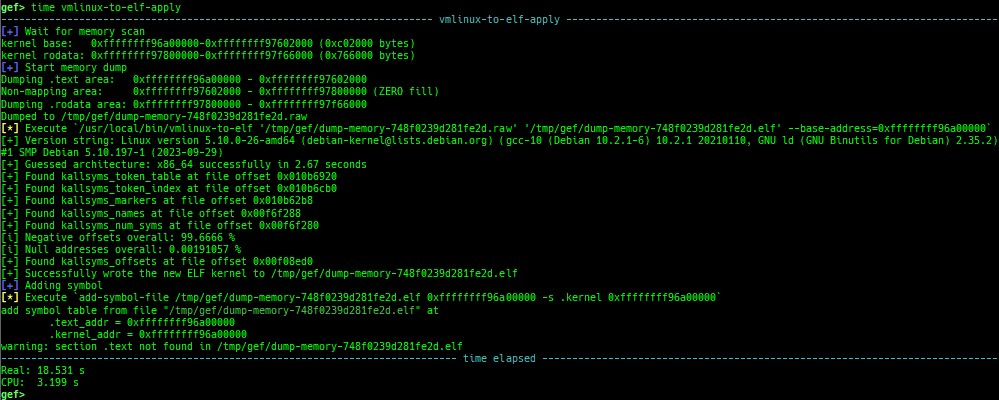 gef> time vmlinux-to-elf-apply
vmlinux-to-elf-apply
[+] Wait for memory scan
kernel base:   0xffffffff96a00000-0xffffffff97602000 (0xc02000 bytes)
kernel rodata: 0xffffffff97800000-0xffffffff97f66000 (0x766000 bytes)
[+] Start memory dump
Dumping .text area:   0xffffffff96a00000 - 0xffffffff97602000
Non-mapping area:     0xffffffff97602000 - 0xffffffff97800000 (ZERO fill)
Dumping .rodata area: 0xffffffff97800000 - 0xffffffff97f66000
Dumped to /tmp/gef/dump-memory-748f0239d281fe2d.raw
[*] Execute `/usr/local/bin/vmlinux-to-elf '/tmp/gef/dump-memory-748f0239d281fe2d.raw' '/tmp/gef/dump-memory-748f0239d281fe2d.elf' --base-address=0xffffffff96a00000`
[+] Version string: Linux version 5.10.0-26-amd64 (debian-kernel@lists.debian.org) (gcc-10 (Debian 10.2.1-6) 10.2.1 20210110, GNU ld (GNU Binutils for Debian) 2.35.2)
#1 SMP Debian 5.10.197-1 (2023-09-29)
[+] Guessed architecture: x86_64 successfully in 2.67 seconds
[+] Found kallsyms_token_table at file offset 0x010b6920
[+] Found kallsyms_token_index at file offset 0x010b6cb0
[+] Found kallsyms_markers at file offset 0x010b62b8
[+] Found kallsyms_names at file offset 0x00f6f288
[+] Found kallsyms_num_syms at file offset 0x00f6f280
[i] Negative offsets overall: 99.6666 %
[i] Null addresses overall: 0.00191057 %
[+] Found kallsyms_offsets at file offset 0x00f08ed0
[+] Successfully wrote the new ELF kernel to /tmp/gef/dump-memory-748f0239d281fe2d.elf
[+] Adding symbol
[*] Execute `add-symbol-file /tmp/gef/dump-memory-748f0239d281fe2d.elf 0xffffffff96a00000 -s .kernel 0xffffffff96a00000`
add symbol table from file "/tmp/gef/dump-memory-748f0239d281fe2d.elf" at
.text_addr = 0xffffffff96a00000
.kernel_addr = 0xffffffff96a00000
warning: section .text not found in /tmp/gef/dump-memory-748f0239d281fe2d.elf
time elapsed
Real: 18.531 s
CPU:  3.199 s
gef>